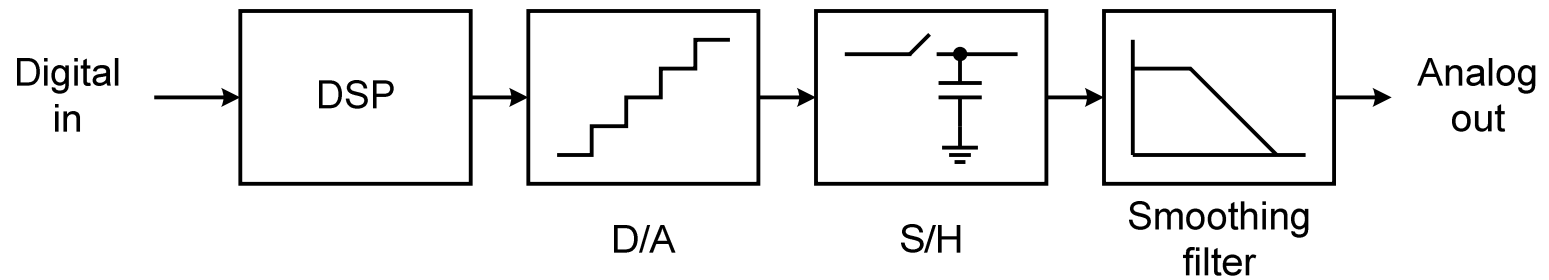 Digital
in
DSP
D/A
S/H
Smoothing
filter
Analog
out